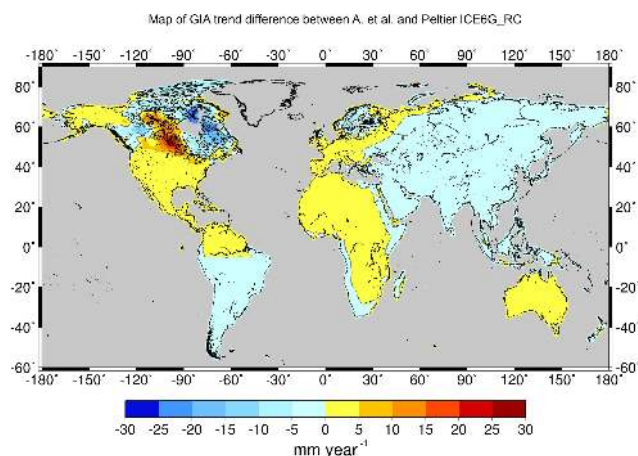 Map of GIA trend difference between A. et al. and Peltier ICE6G_RC
-180° -150° -120° -90° -60° -30° 0° 30° 60° 90° 120° 150° 180°
80° 80°
60° 60°
40° 40°
20° 20°
0° 0°
-20° -20°
-40° -40°
-60° -60°
-180° -150° -120° -90° -60° -30° 0° 30° 60° 90° 120° 150° 180°
-30 -25 -20 -15 -10 -5 0 5 10 15 20 25 30
mm year⁻¹